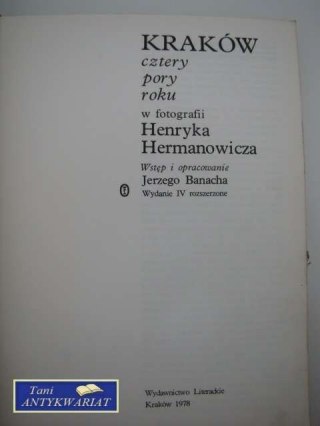 KRAKÓW
cztery
pory
roku
w fotografii
Henryka
Hermanowicza
Wstęp i opracowanie
Jerzego Banacha
Wydanie IV rozszerzone
Wydawnictwo Literackie
Kraków 1978
Tani
ANTYKWARIAT